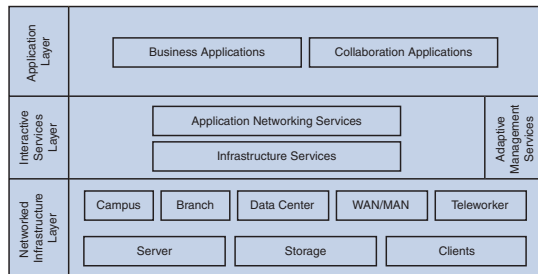 Application
Layer
Business Applications
Collaboration Applications
Interactive
Services
Layer
Application Networking Services
Infrastructure Services
Adaptive
Management
Services
Networked
Infrastructure
Layer
Campus
Branch
Data Center
WAN/MAN
Teleworker
Server
Storage
Clients